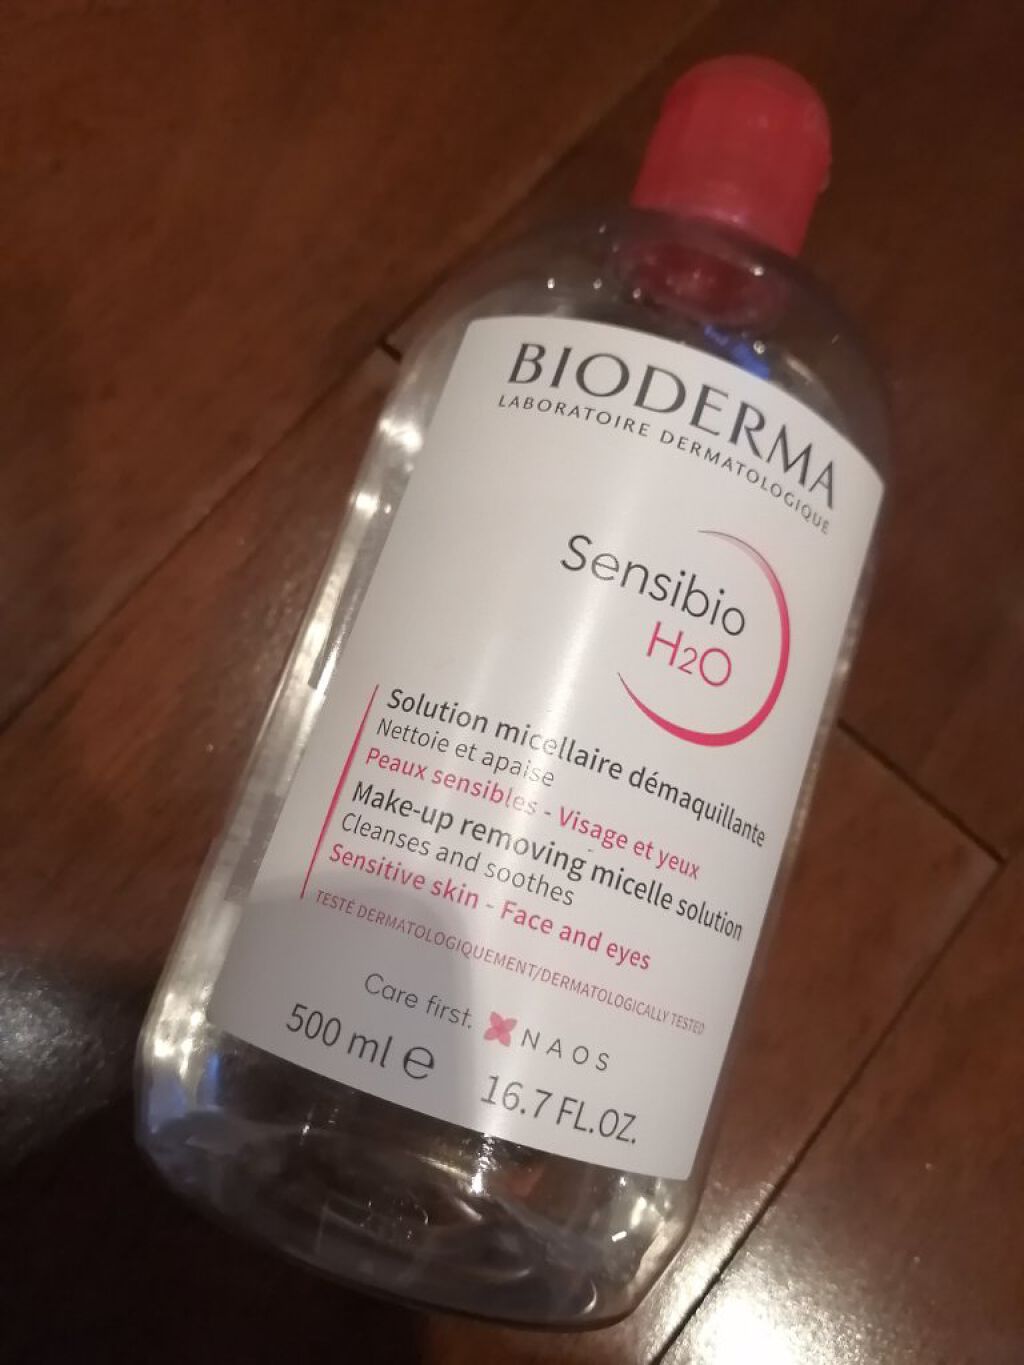 BIODERMA
LABORATOIRE DERMATOLOGIQUE
Sensibio
H2O
Solution micellaire démaquillante
Nettoie et apaise
Peaux sensibles - Visage et yeux
Make-up removing micelle solution
Cleanses and soothes
Sensitive skin - Face and eyes
TESTÉ DERMATOLOGIQUEMENT/DERMATOLOGICALLY TESTED
Care first. NAOS
500 ml ℮ 16.7 FL.OZ.